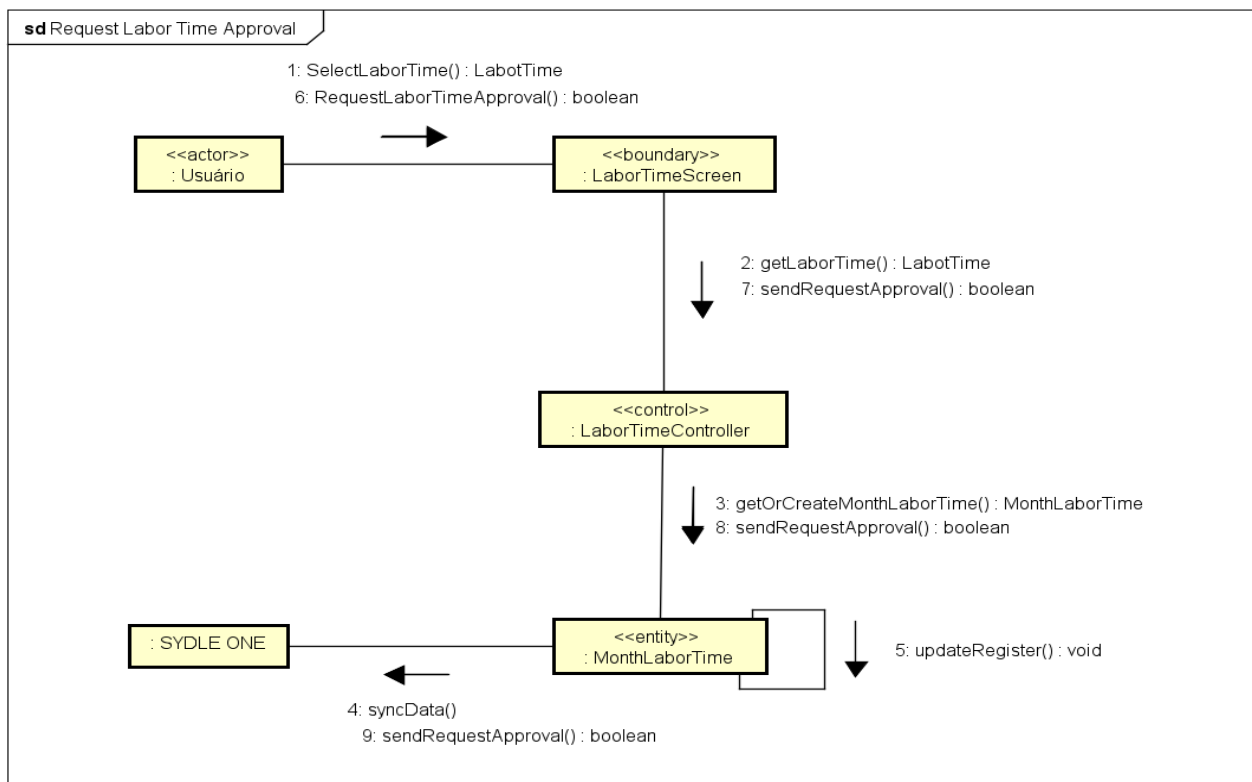 sd Request Labor Time Approval
1: SelectLaborTime() : LabotTime
6: RequestLaborTimeApproval() : boolean
<<actor>>
: Usuário
<<boundary>>
: LaborTimeScreen
2: getLaborTime() : LabotTime
7: sendRequestApproval() : boolean
<<control>>
: LaborTimeController
3: getOrCreateMonthLaborTime() : MonthLaborTime
8: sendRequestApproval() : boolean
: SYDLE ONE
<<entity>>
: MonthLaborTime
5: updateRegister() : void
4: syncData()
9: sendRequestApproval() : boolean